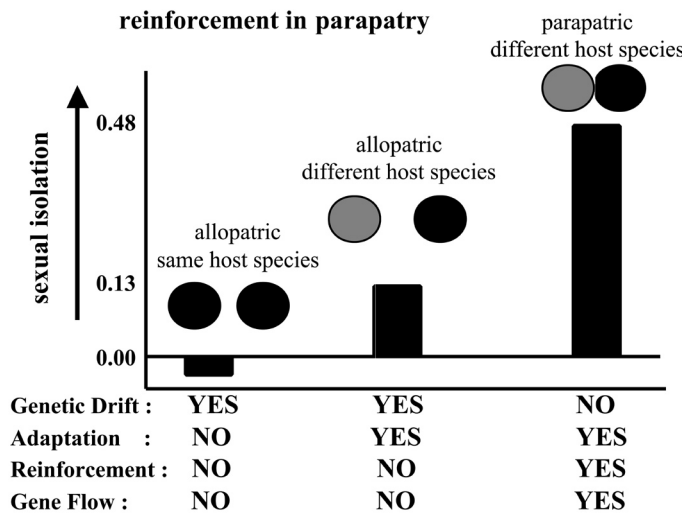 reinforcement in parapatry
parapatric
different host species
sexual isolation
0.48
allopatric
different host species
allopatric
same host species
0.13
0.00
Genetic Drift : YES YES NO
Adaptation : NO YES YES
Reinforcement : NO NO YES
Gene Flow : NO NO YES